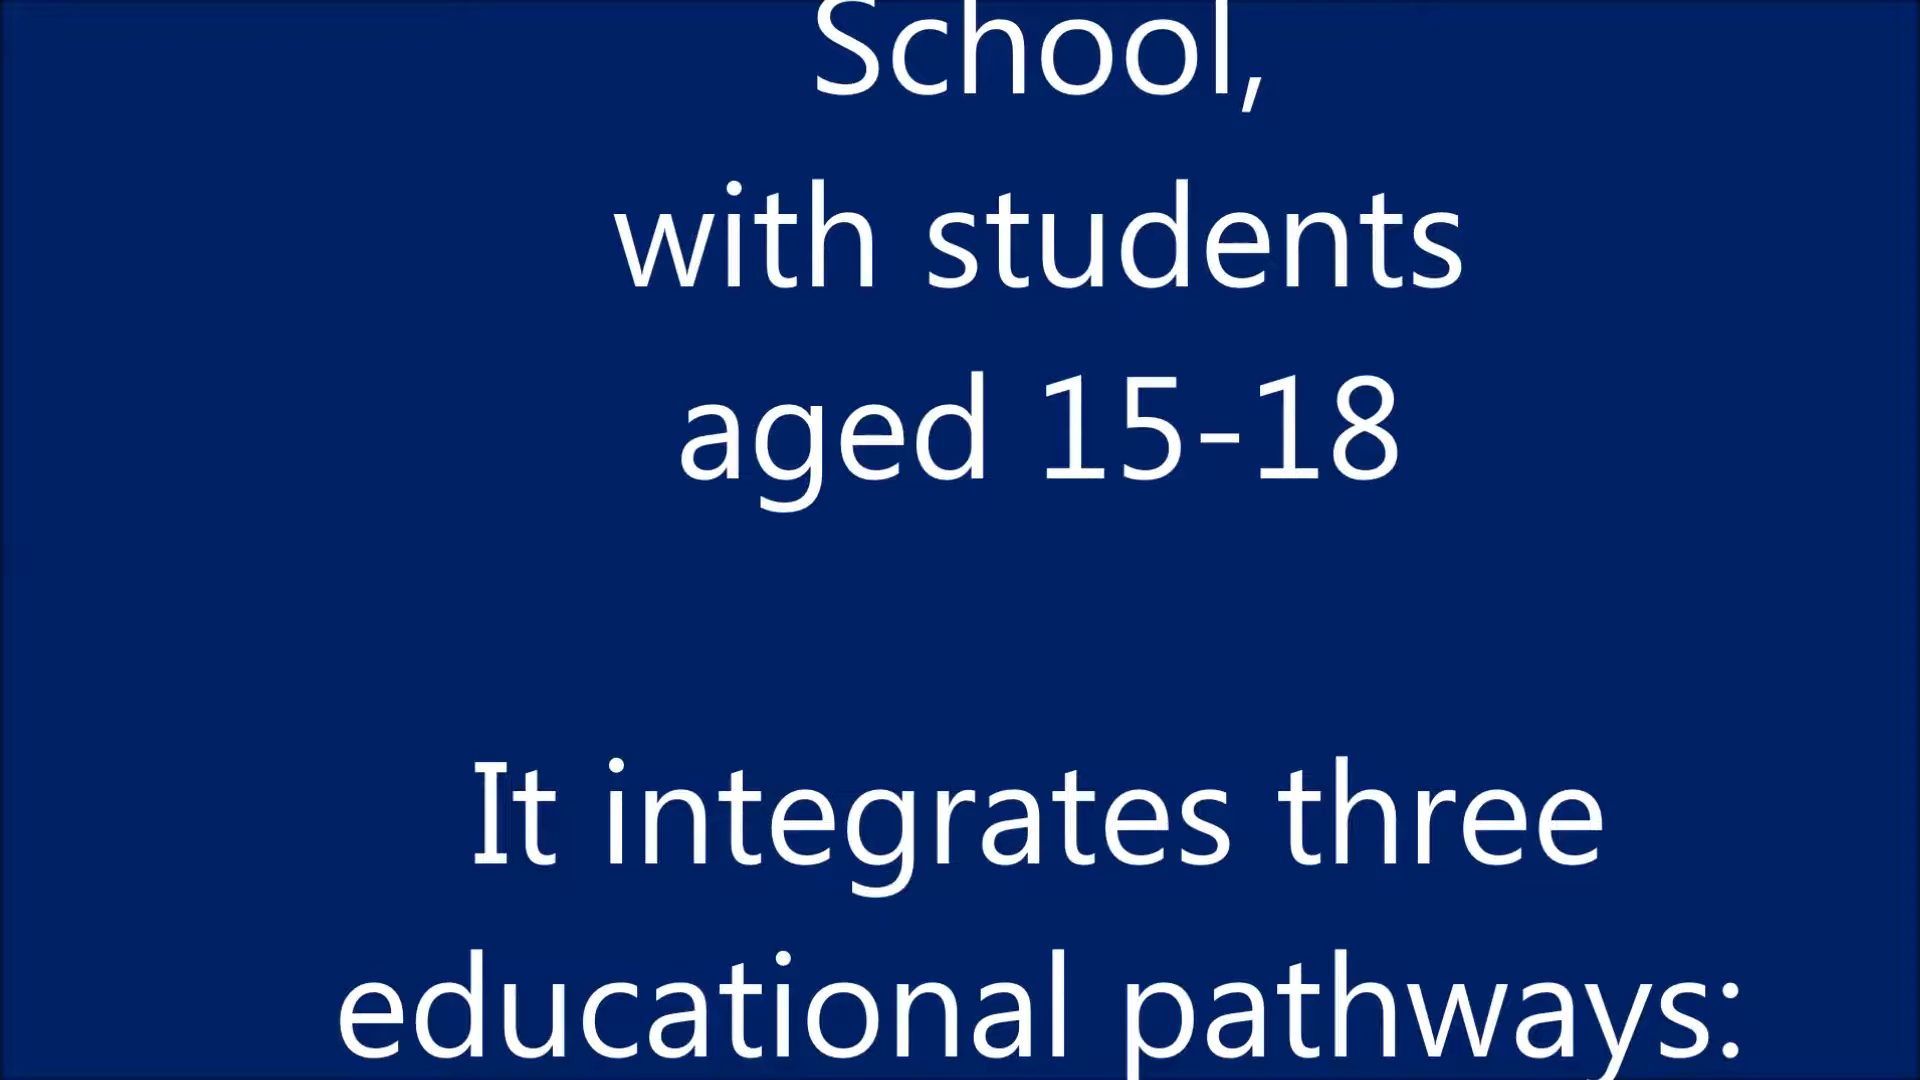 School,
with students
aged 15-18
It integrates three
educational pathways: